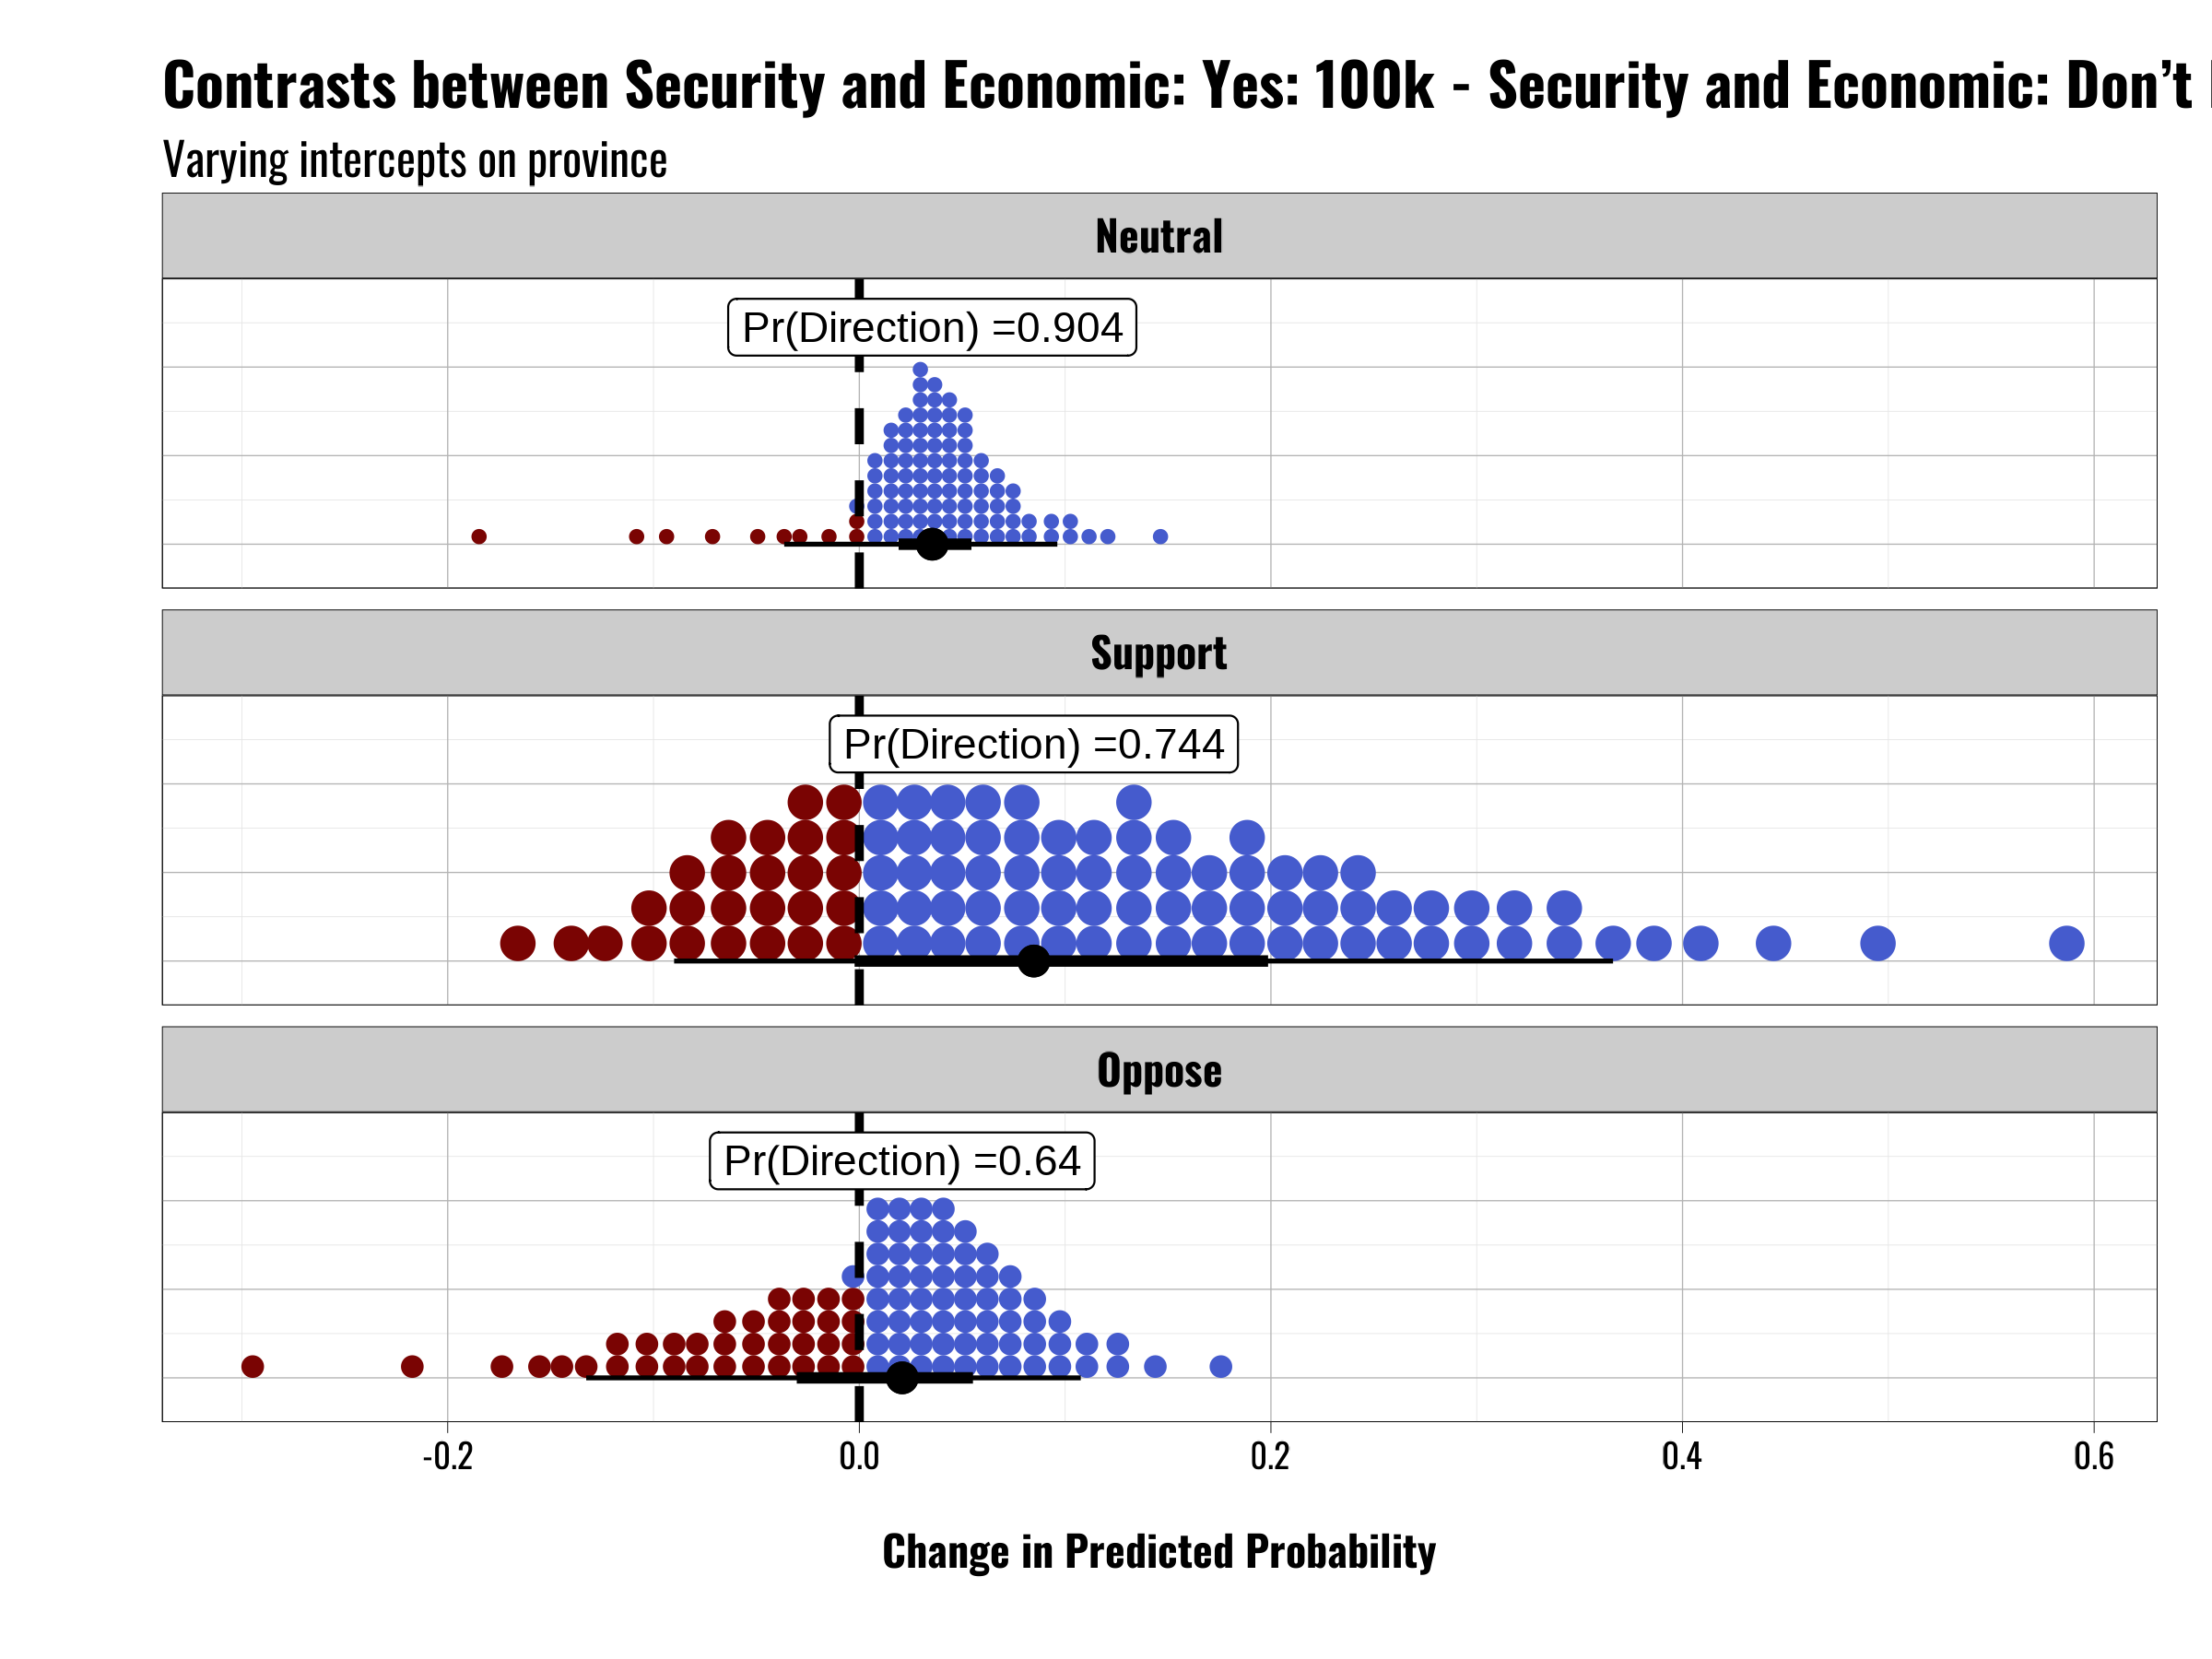 Contrasts between Security and Economic: Yes: 100k - Security and Economic: Don’t
Varying intercepts on province
Neutral
Pr(Direction) =0.904
Support
Pr(Direction) =0.744
Oppose
Pr(Direction) =0.64
-0.2 0.0 0.2 0.4 0.6
Change in Predicted Probability